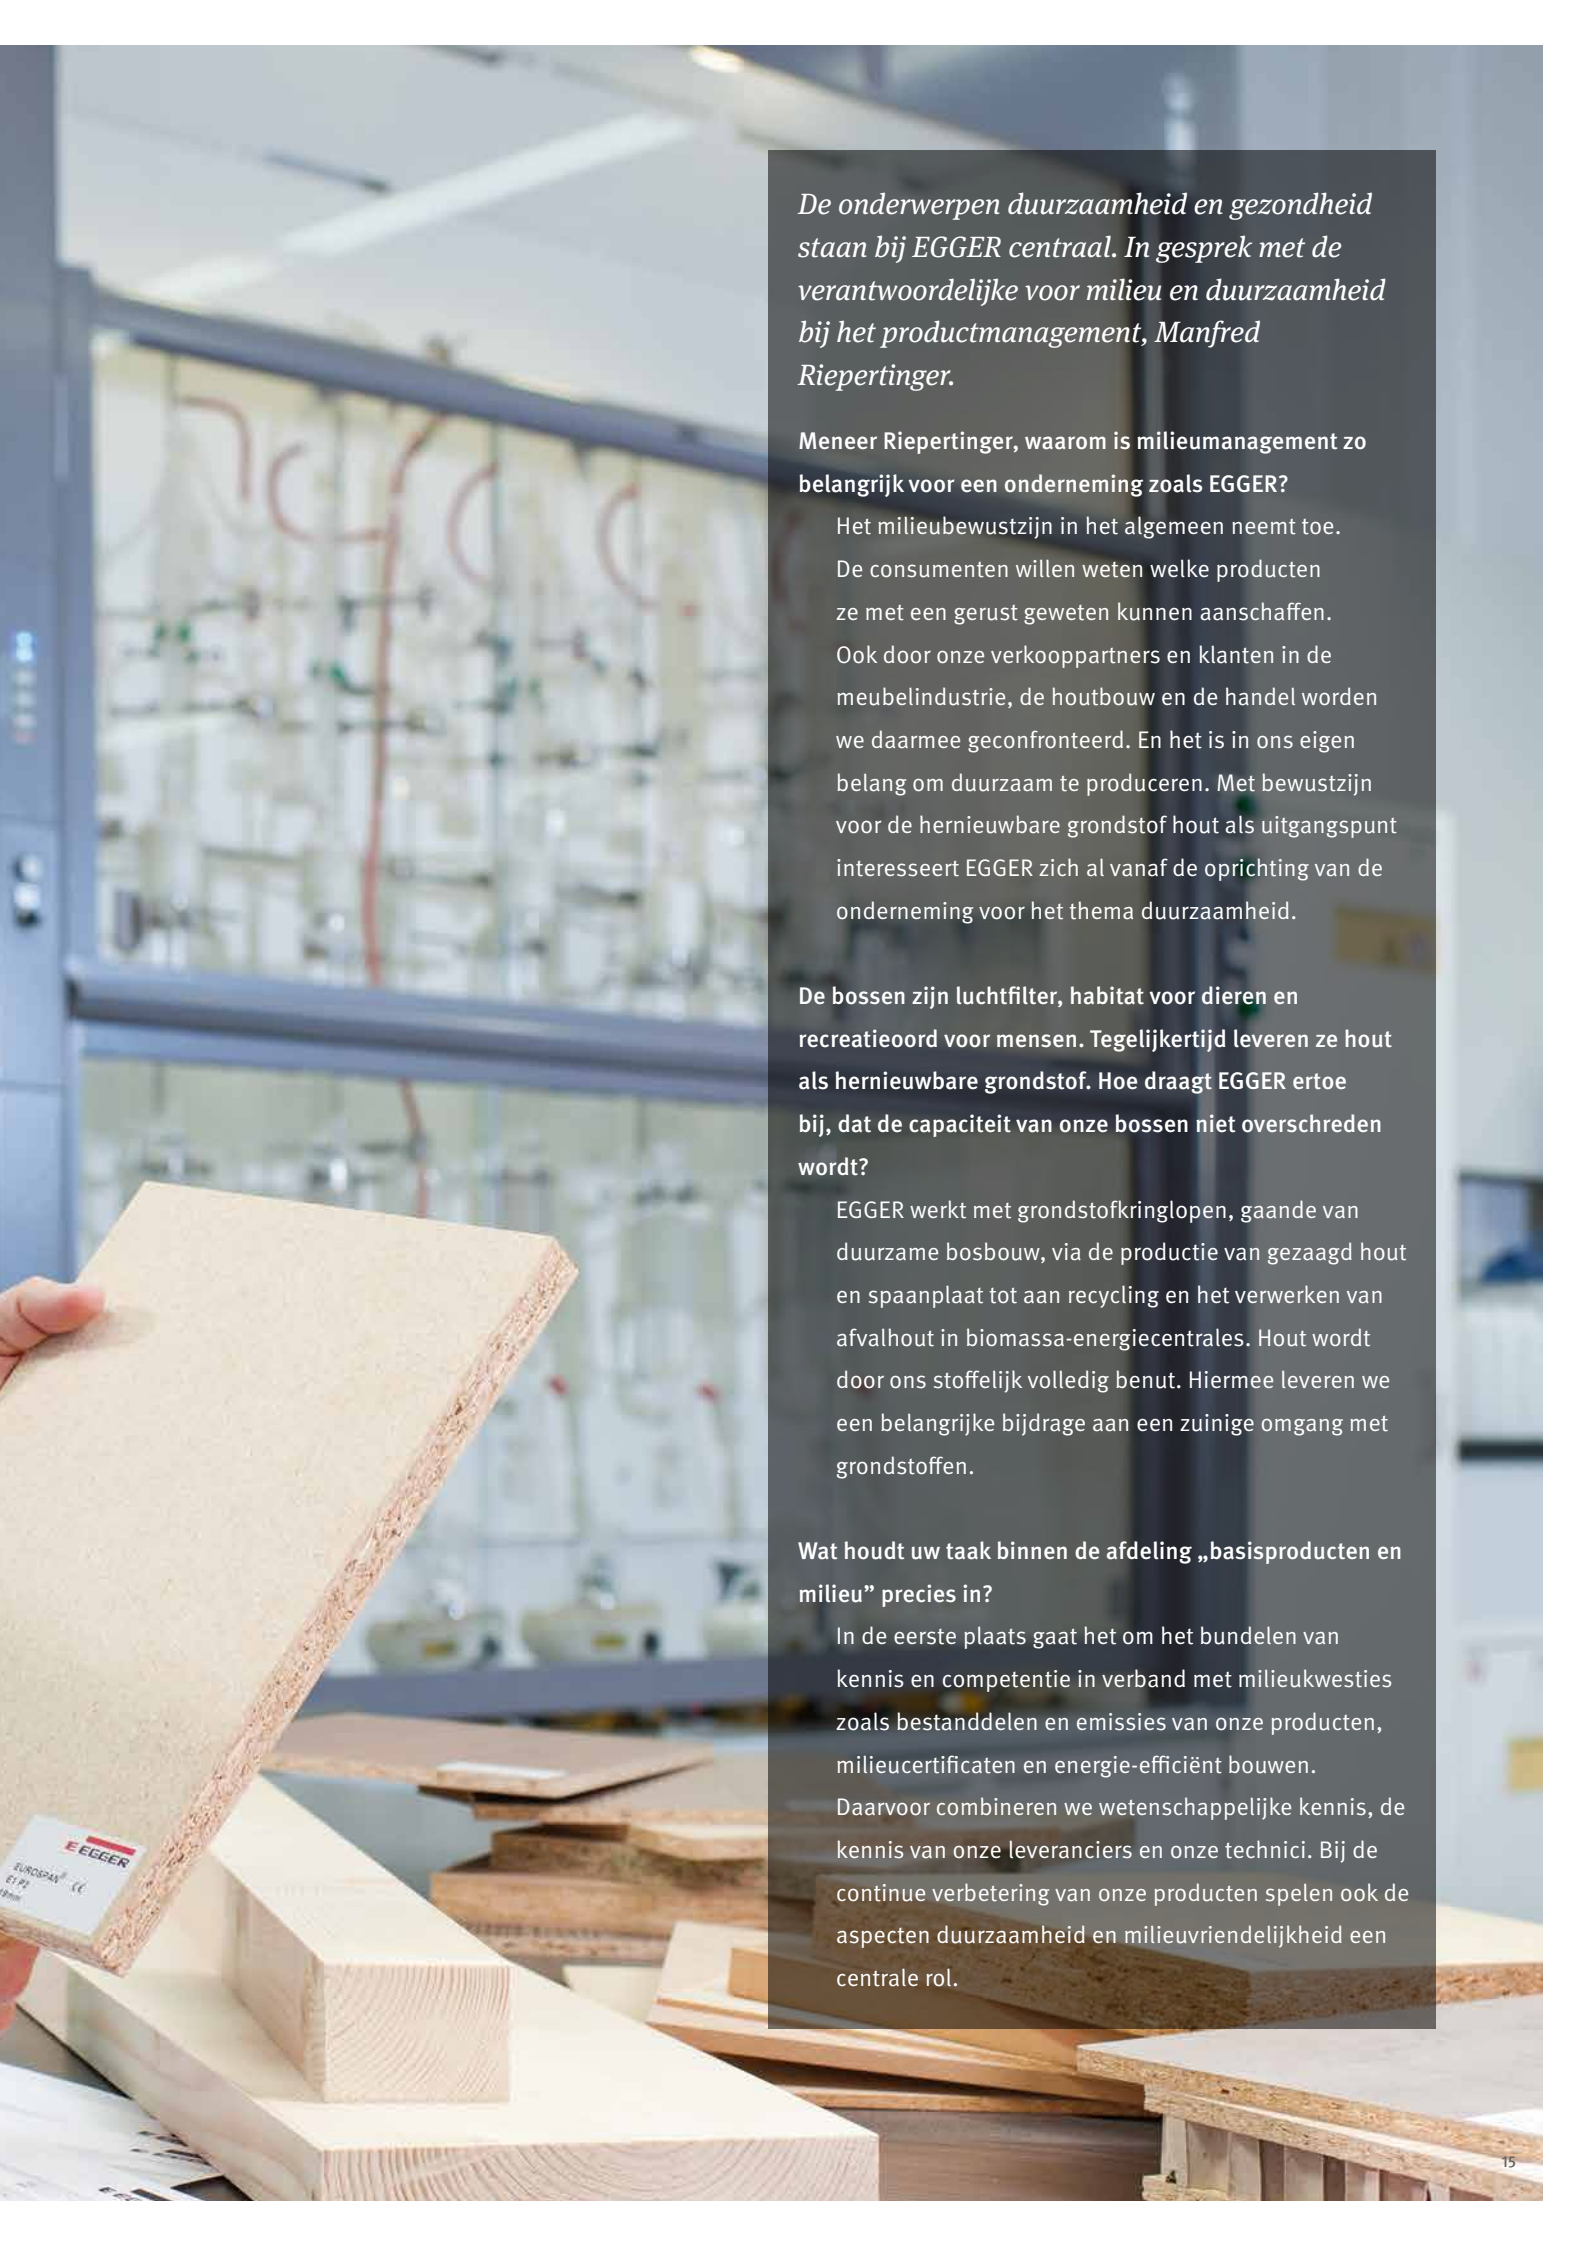 De onderwerpen duurzaamheid en gezondheid
staan bij EGGER centraal. In gesprek met de
verantwoordelijke voor milieu en duurzaamheid
bij het productmanagement, Manfred
Riepertinger.
Meneer Riepertinger, waarom is milieumanagement zo
belangrijk voor een onderneming zoals EGGER?
Het milieubewustzijn in het algemeen neemt toe.
De consumenten willen weten welke producten
ze met een gerust geweten kunnen aanschaffen.
Ook door onze verkooppartners en klanten in de
meubelindustrie, de houtbouw en de handel worden
we daarmee geconfronteerd. En het is in ons eigen
belang om duurzaam te produceren. Met bewustzijn
voor de hernieuwbare grondstof hout als uitgangspunt
interesseert EGGER zich al vanaf de oprichting van de
onderneming voor het thema duurzaamheid.
De bossen zijn luchtfilter, habitat voor dieren en
recreatieoord voor mensen. Tegelijkertijd leveren ze hout
als hernieuwbare grondstof. Hoe draagt EGGER ertoe
bij, dat de capaciteit van onze bossen niet overschreden
wordt?
EGGER werkt met grondstofkringlopen, gaande van
duurzame bosbouw, via de productie van gezaagd hout
en spaanplaat tot aan recycling en het verwerken van
afvalhout in biomassa-energiecentrales. Hout wordt
door ons stoffelijk volledig benut. Hiermee leveren we
een belangrijke bijdrage aan een zuinige omgang met
grondstoffen.
Wat houdt uw taak binnen de afdeling „basisproducten en
milieu” precies in?
In de eerste plaats gaat het om het bundelen van
kennis en competentie in verband met milieukwesties
zoals bestanddelen en emissies van onze producten,
milieucertificaten en energie-efficiënt bouwen.
Daarvoor combineren we wetenschappelijke kennis, de
kennis van onze leveranciers en onze technici. Bij de
continue verbetering van onze producten spelen ook de
aspecten duurzaamheid en milieuvriendelijkheid een
centrale rol.
E EGGER
EUROSPAN® CE
E1 P2
15